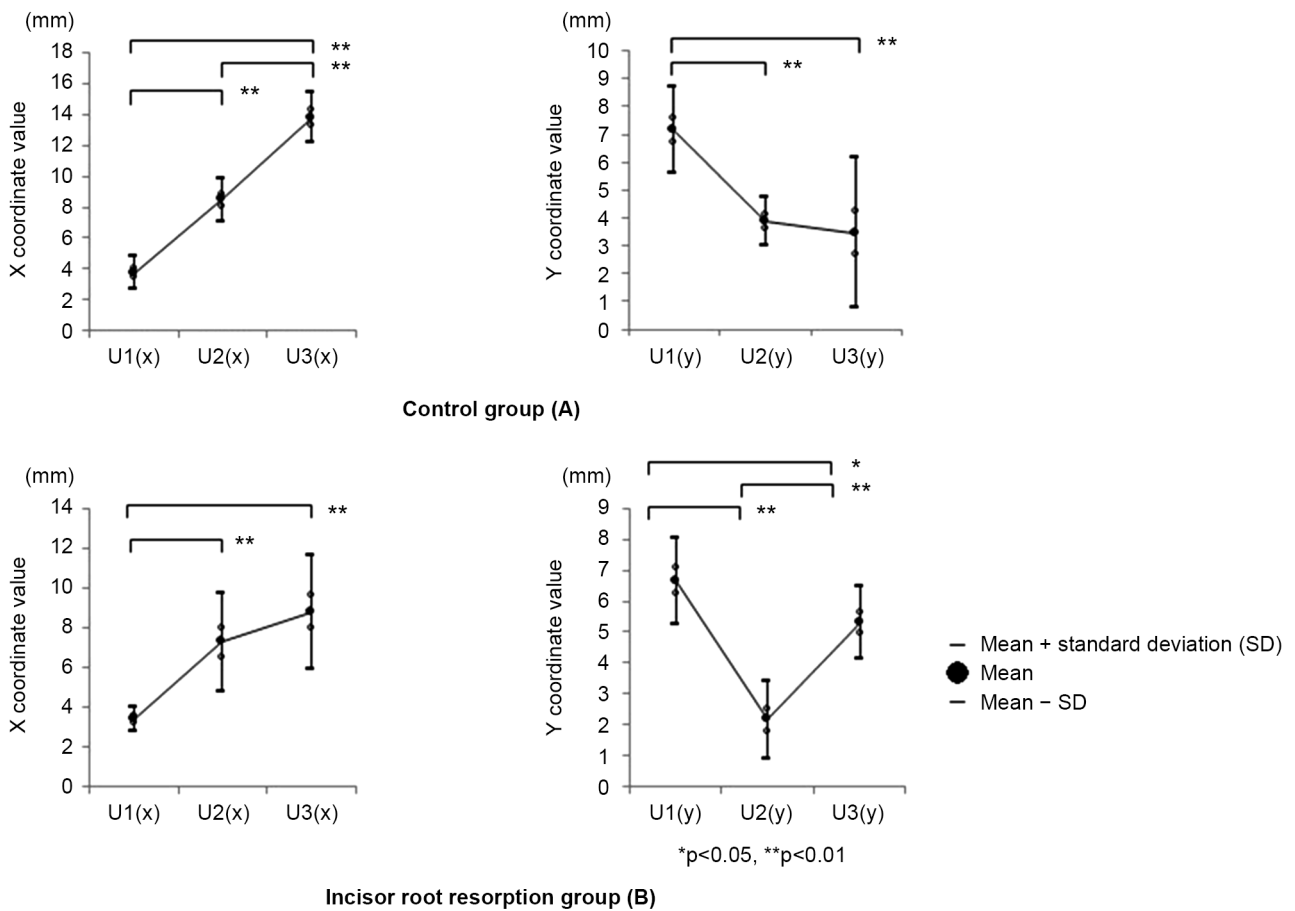 (mm)
X coordinate value
18
16
14
12
10
8
6
4
2
0
**
**
**
U1(x) U2(x) U3(x)
(mm)
Y coordinate value
10
9
8
7
6
5
4
3
2
1
0
**
**
U1(y) U2(y) U3(y)
Control group (A)
(mm)
X coordinate value
14
12
10
8
6
4
2
0
**
**
U1(x) U2(x) U3(x)
(mm)
Y coordinate value
9
8
7
6
5
4
3
2
1
0
*
**
**
U1(y) U2(y) U3(y)
Mean + standard deviation (SD)
Mean
Mean − SD
*p<0.05, **p<0.01
Incisor root resorption group (B)